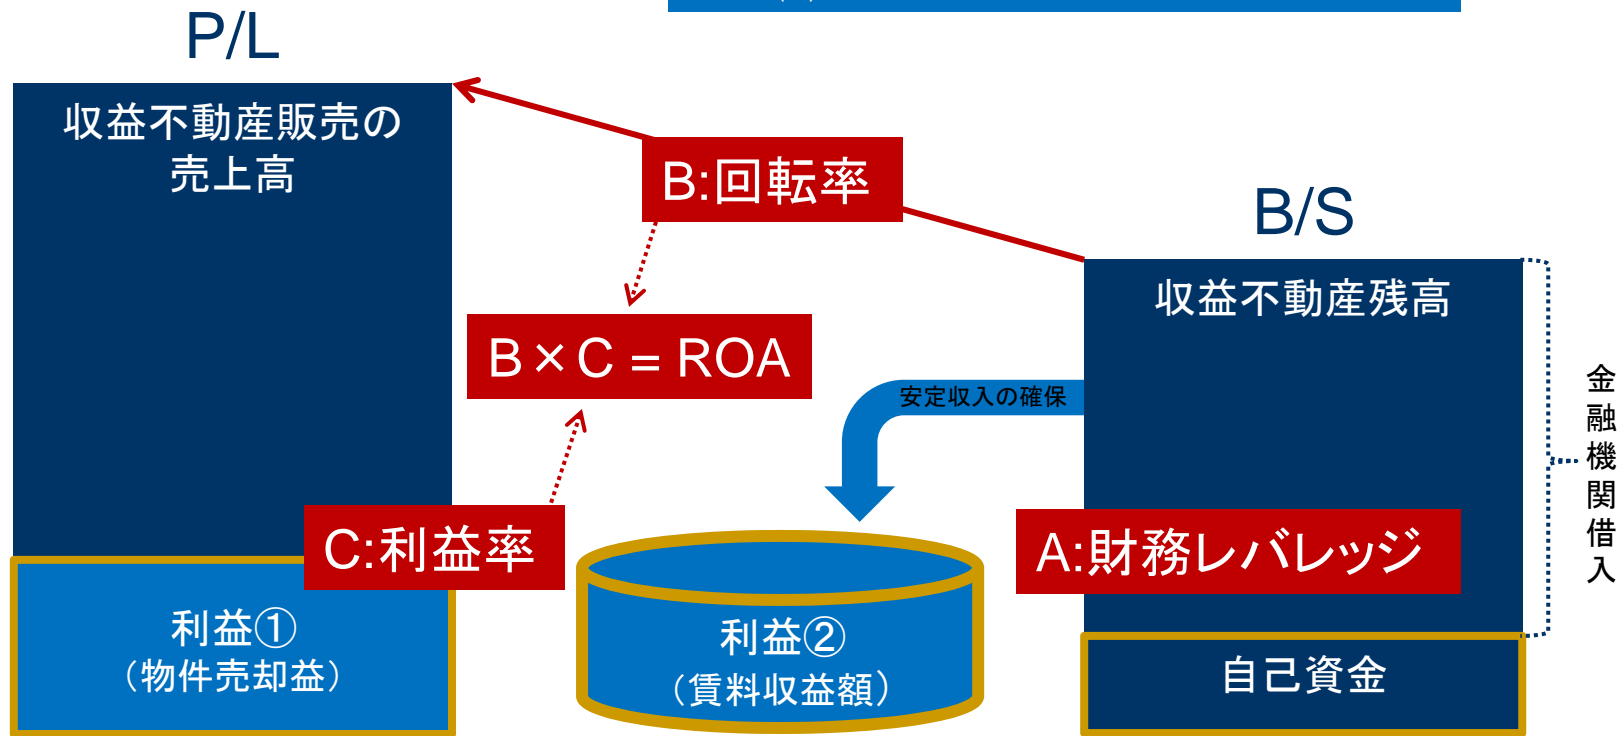 P/L
収益不動産販売の
売上高
B:回転率
B/S
収益不動産残高
B×C = ROA
安定収入の確保
金融機関借入
C:利益率
A:財務レバレッジ
利益①
（物件売却益）
利益②
（賃料収益額）
自己資金